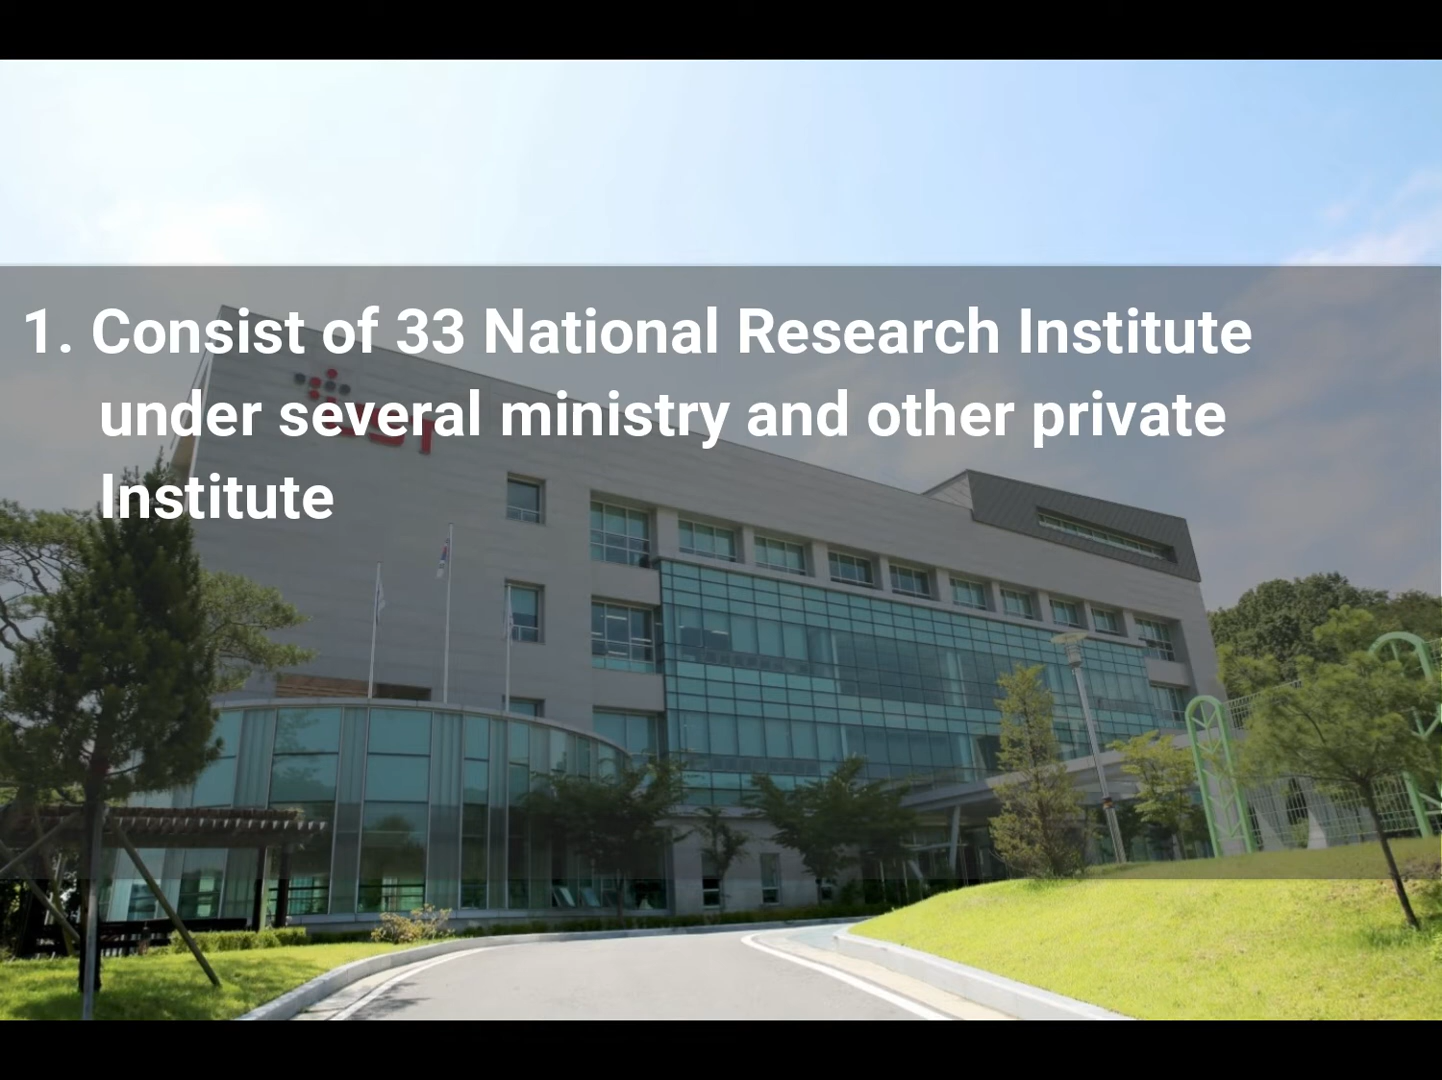 1. Consist of 33 National Research Institute
under several ministry and other private
Institute